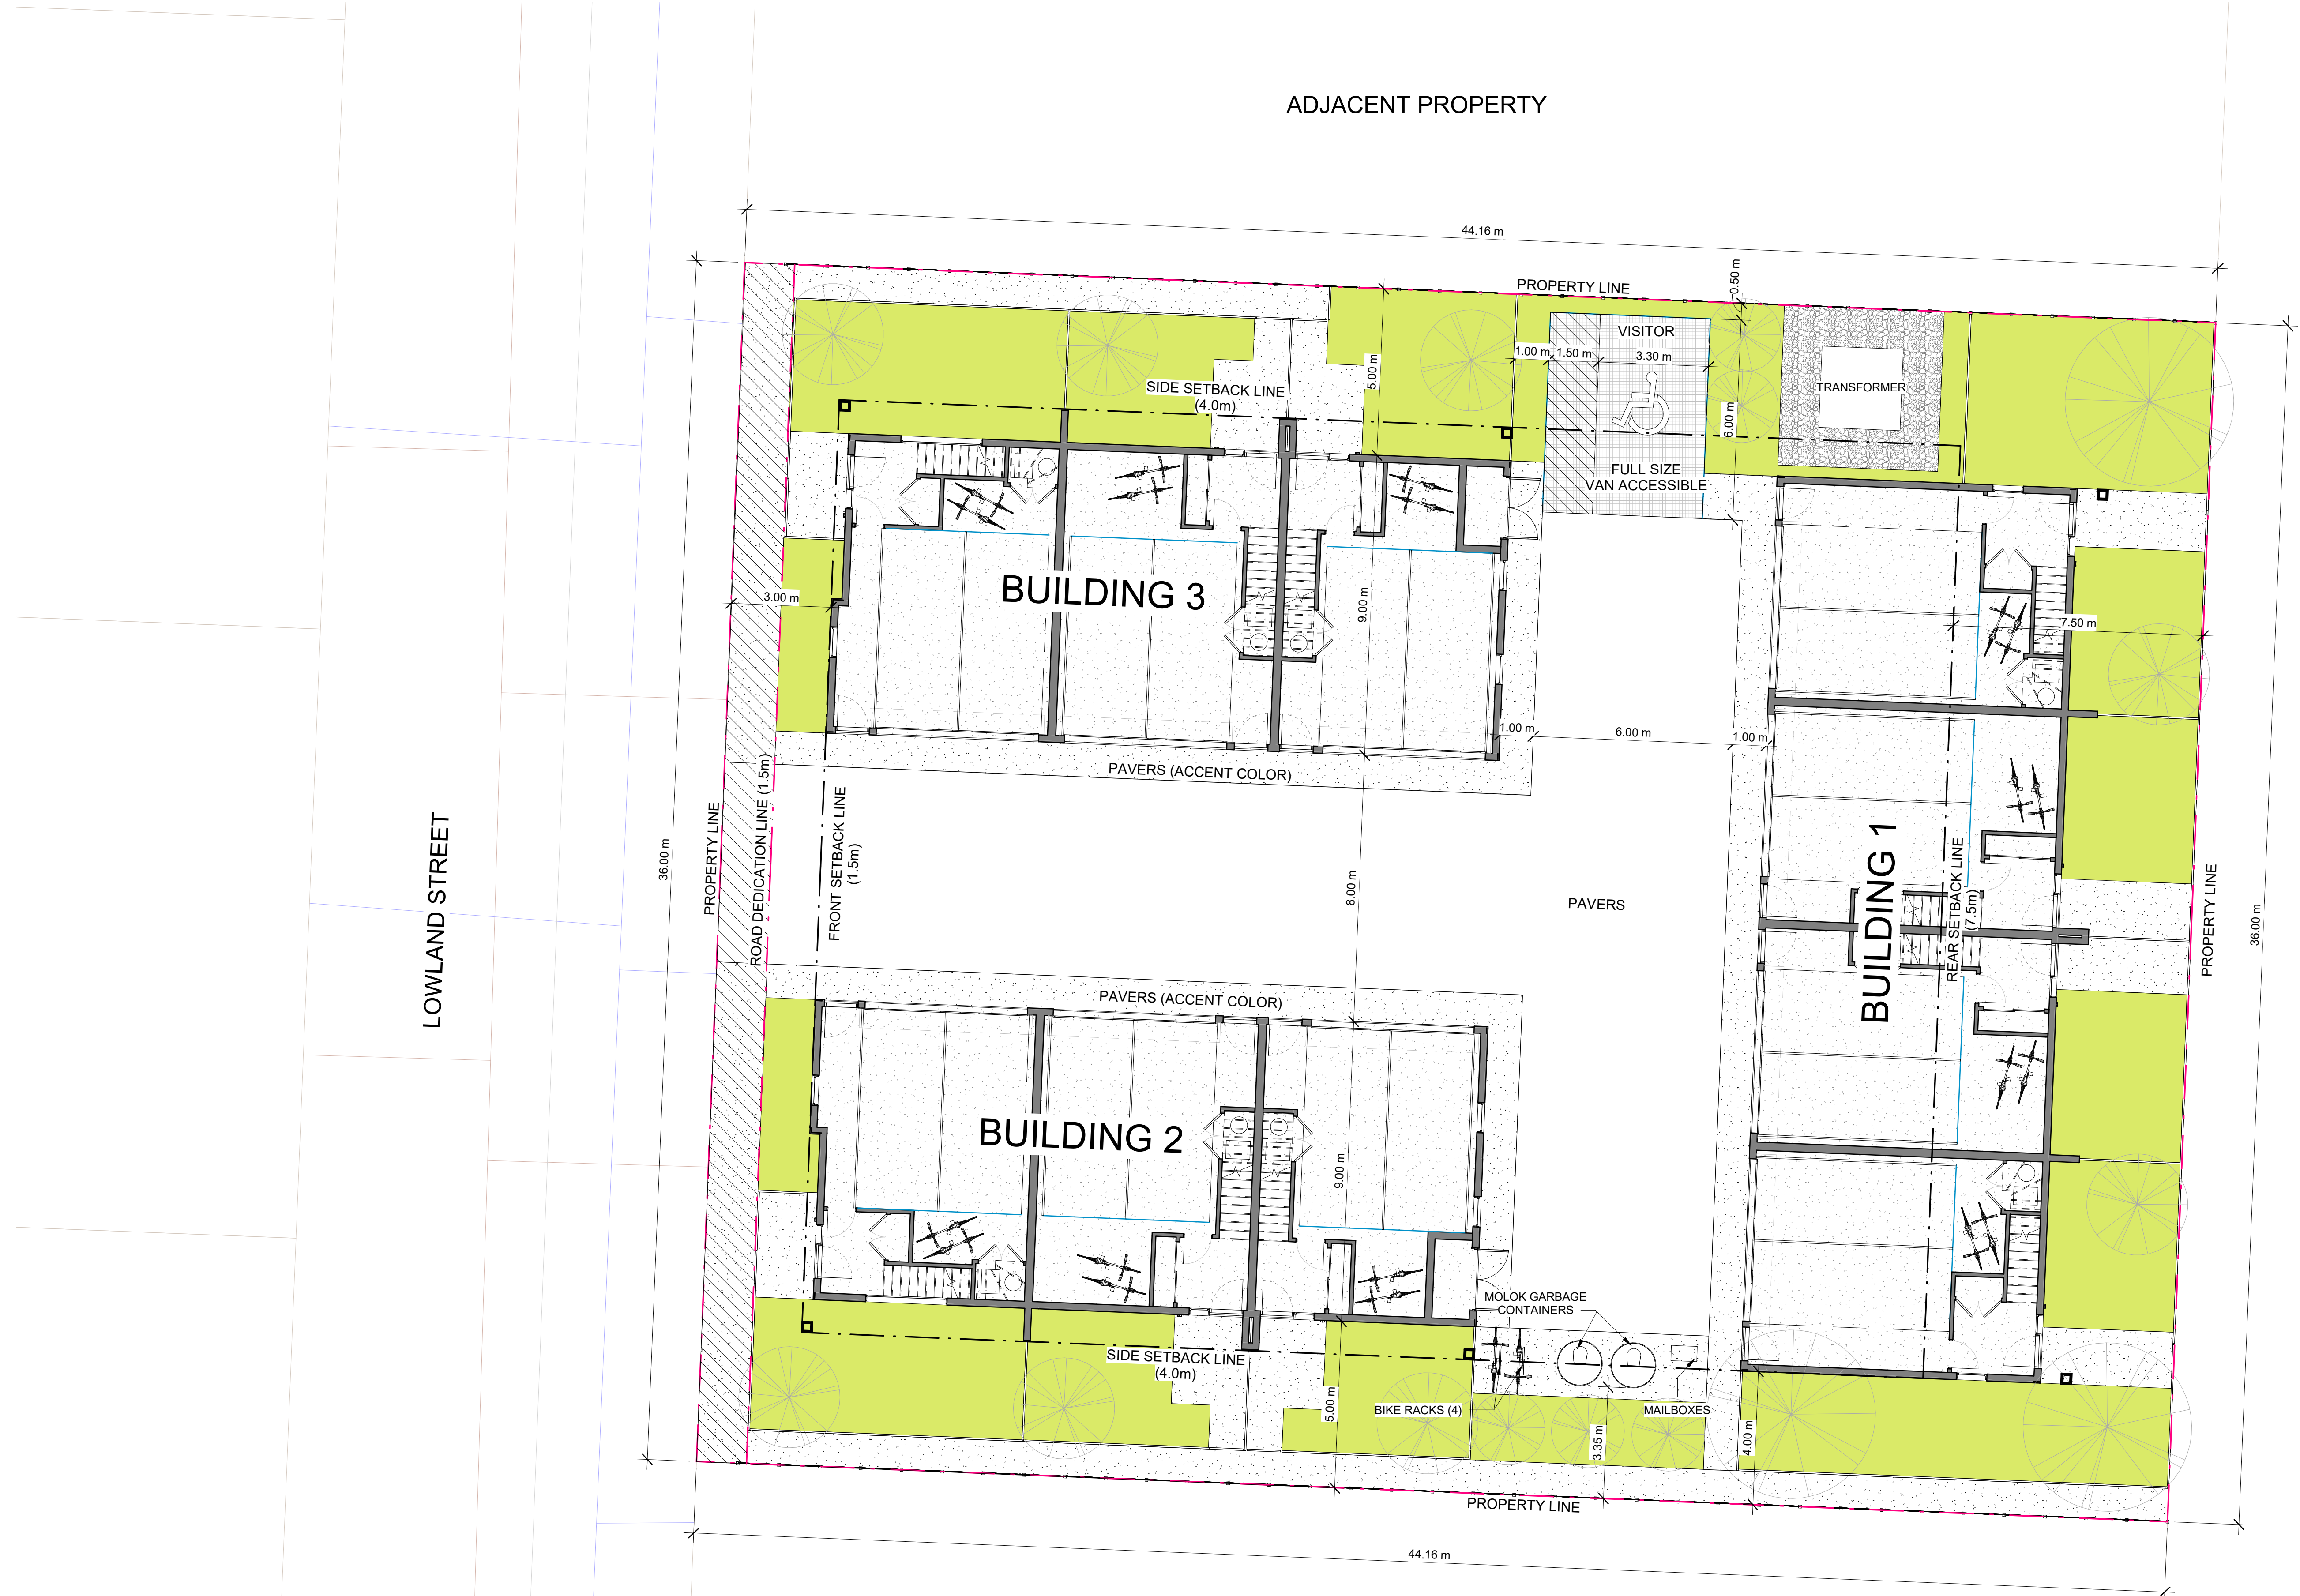 ADJACENT PROPERTY
44.16 m
PROPERTY LINE
0.50 m
VISITOR
1.00 m
1.50 m
3.30 m
5.00 m
SIDE SETBACK LINE
(4.0m)
6.00 m
TRANSFORMER
FULL SIZE
VAN ACCESSIBLE
BUILDING 3
3.00 m
9.00 m
7.50 m
1.00 m
6.00 m
1.00 m
PAVERS (ACCENT COLOR)
LOWLAND STREET
36.00 m
PROPERTY LINE
ROAD DEDICATION LINE (1.5m)
FRONT SETBACK LINE
(1.5m)
8.00 m
PAVERS
BUILDING 1
REAR SETBACK LINE
(7.5m)
PROPERTY LINE
36.00 m
PAVERS (ACCENT COLOR)
BUILDING 2
9.00 m
MOLOK GARBAGE
CONTAINERS
SIDE SETBACK LINE
(4.0m)
5.00 m
BIKE RACKS (4)
MAILBOXES
3.35 m
4.00 m
PROPERTY LINE
44.16 m